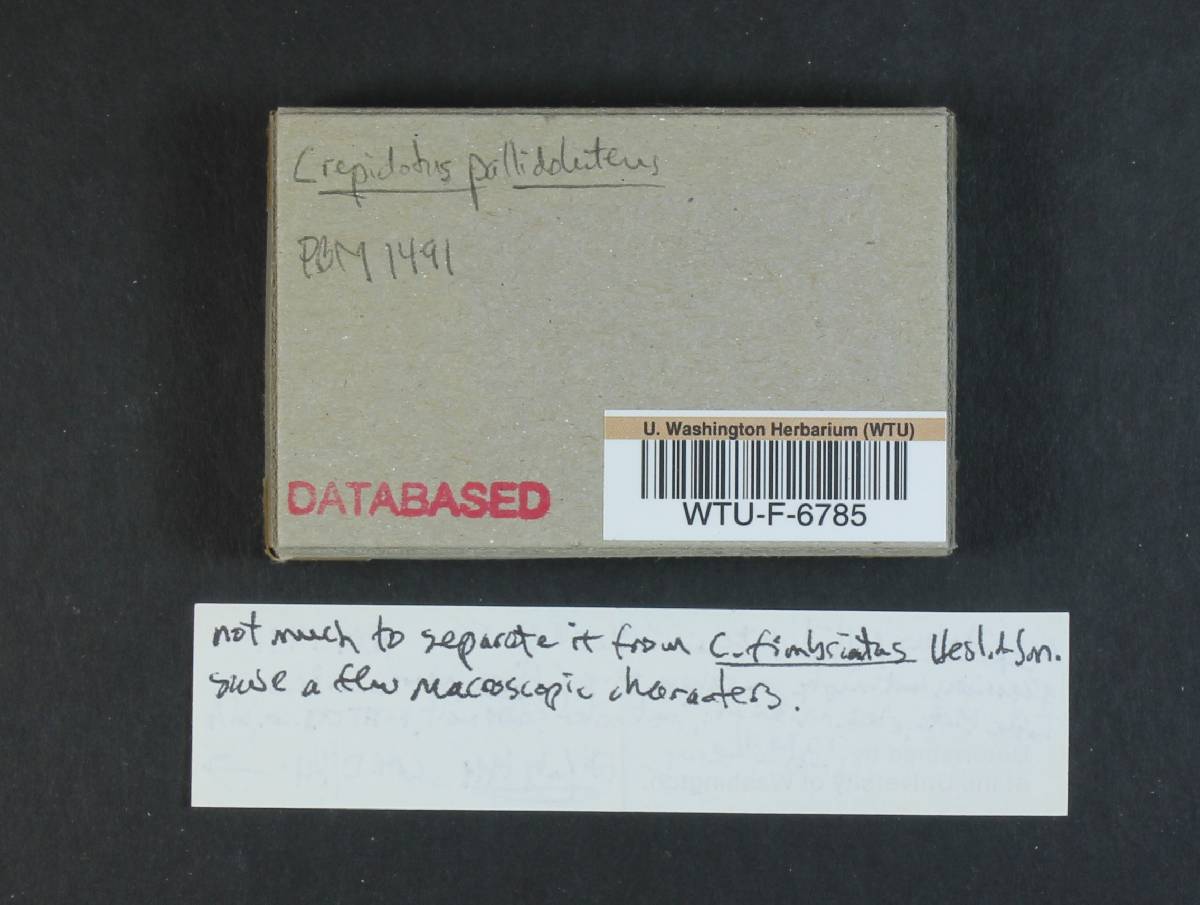 Crepidotus pallidoluteus
PBM 1491
DATABASED
U. Washington Herbarium (WTU)
WTU-F-6785
not much to separate it from C. fimbriatus Hesl. & Sm.
save a few macroscopic characters.